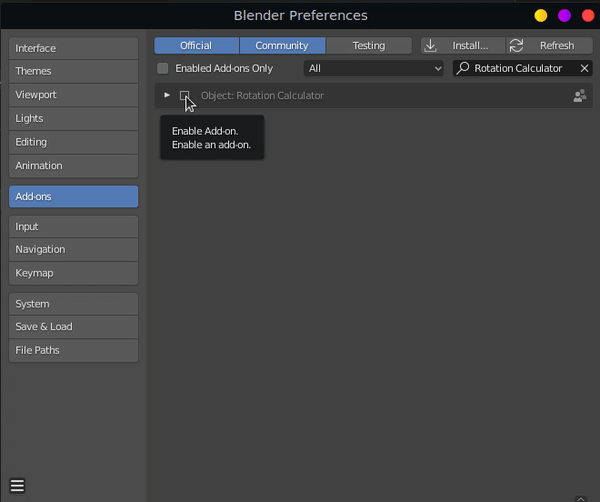 Blender Preferences
Interface
Themes
Viewport
Lights
Editing
Animation
Add-ons
Input
Navigation
Keymap
System
Save & Load
File Paths
Official Community Testing Install... Refresh
Enabled Add-ons Only All Rotation Calculator
Object: Rotation Calculator
Enable Add-on.
Enable an add-on.